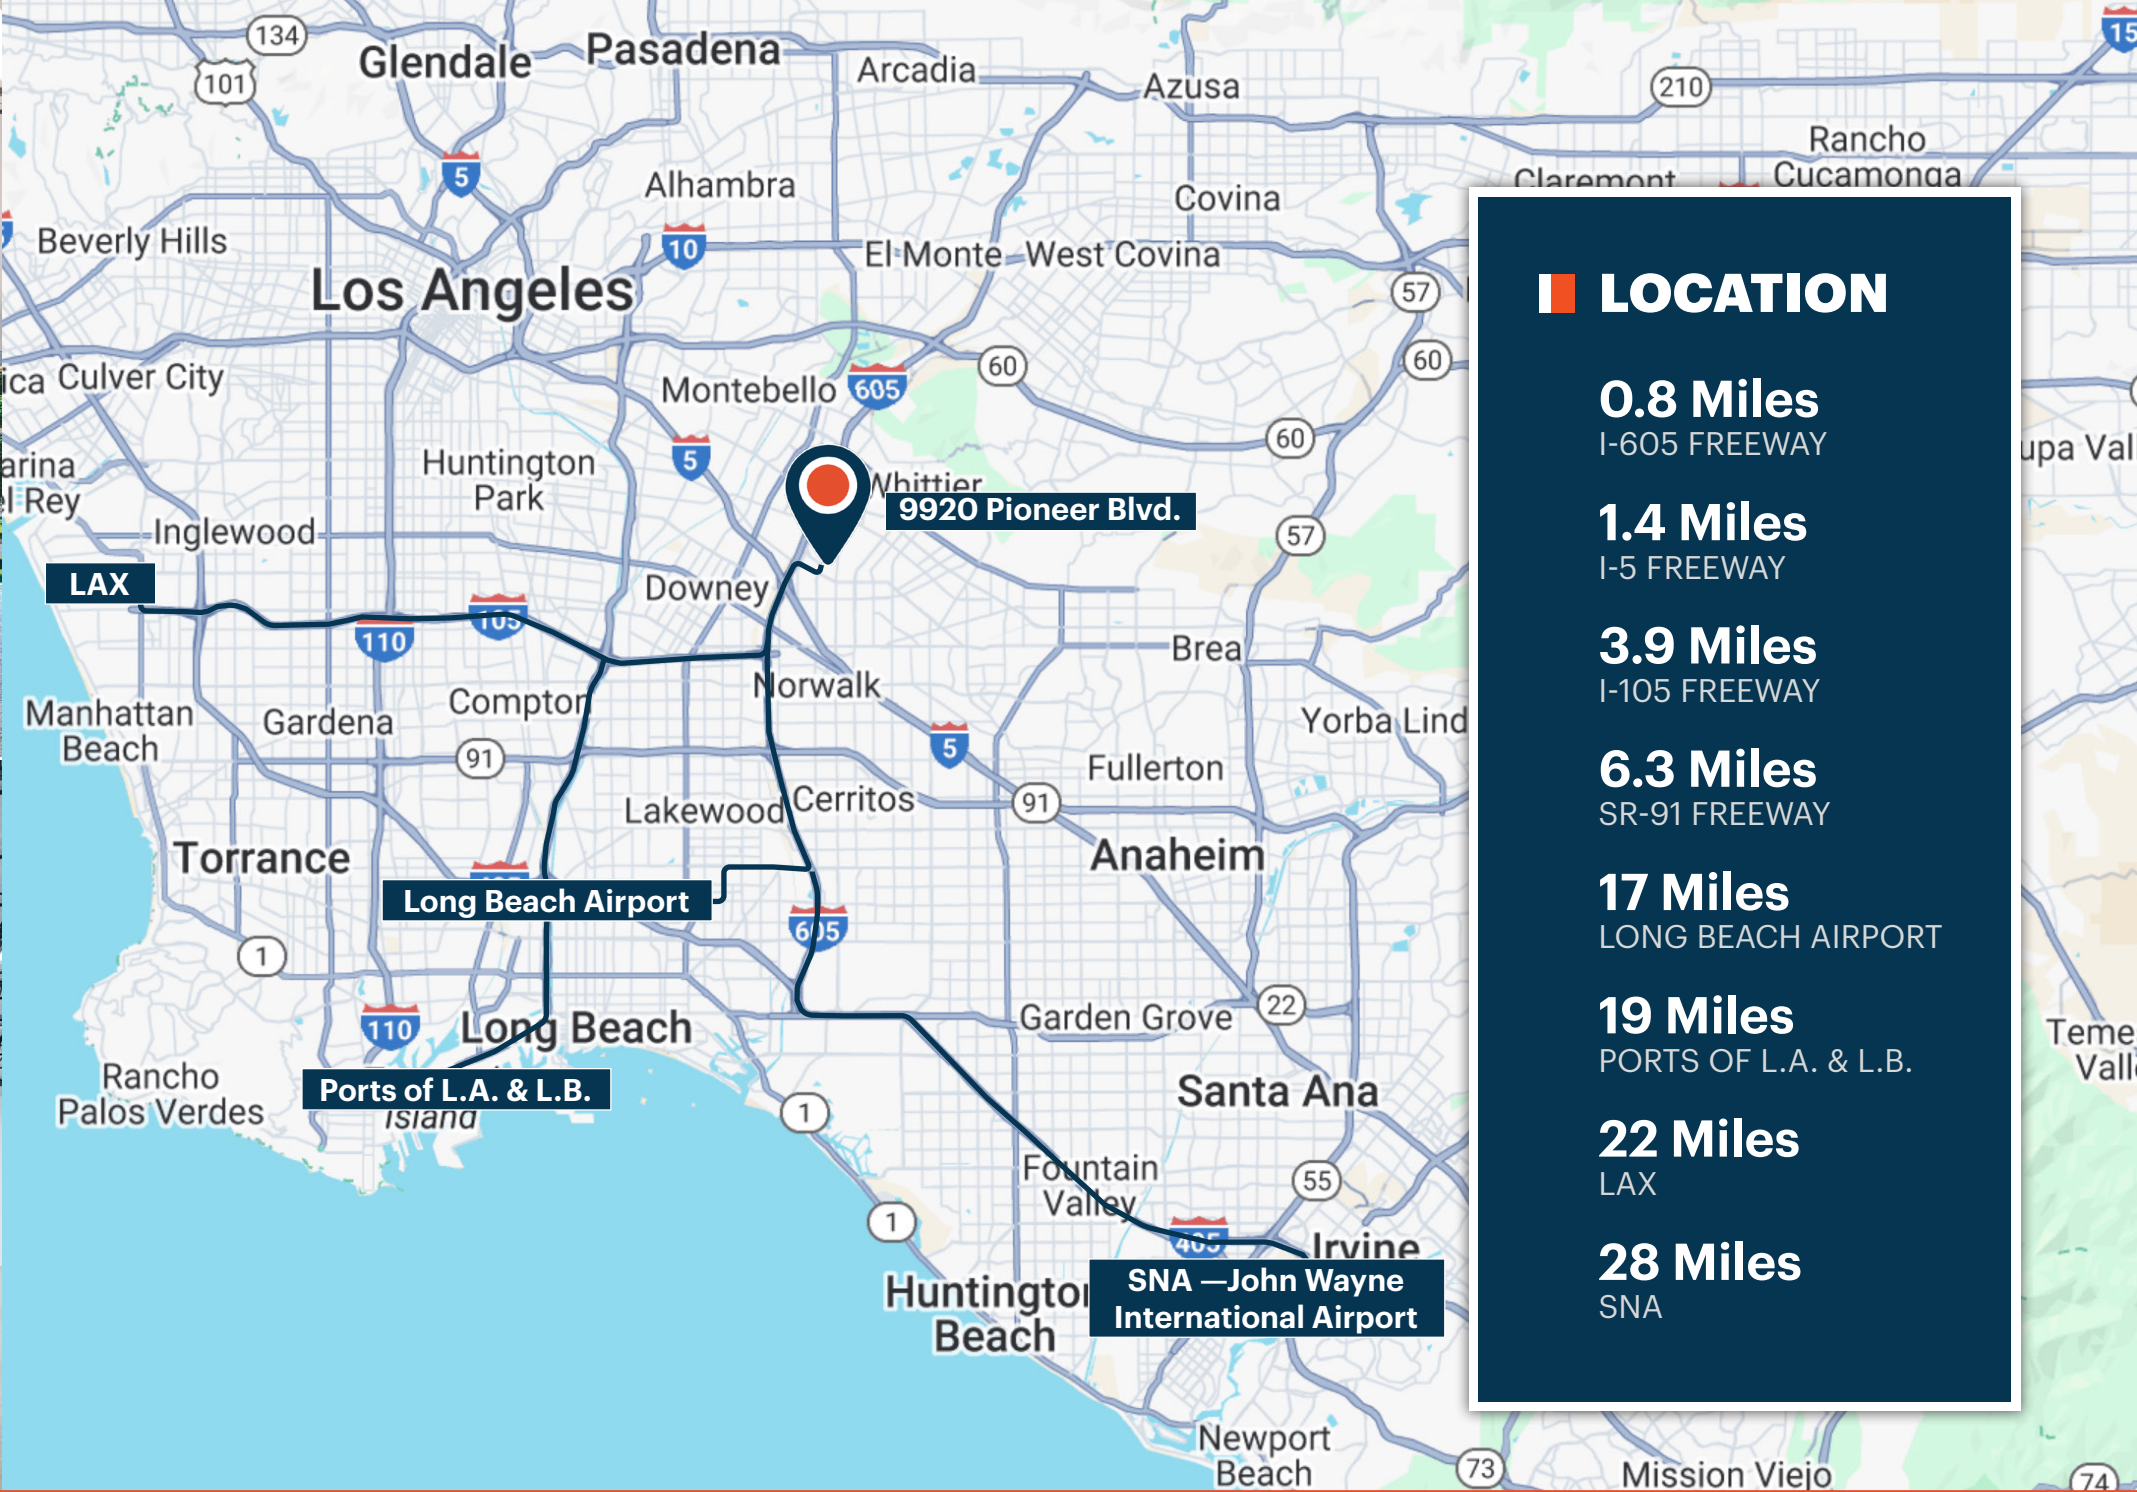 134
101
Glendale
Pasadena
Arcadia
Azusa
210
15
Rancho
Cucamonga
Claremont
5
Alhambra
Covina
Beverly Hills
10
El Monte
West Covina
Los Angeles
57
60
60
Culver City
Montebello
605
60
Huntington
Park
5
Whittier
9920 Pioneer Blvd.
57
Inglewood
LAX
Downey
105
110
Brea
Norwalk
Compton
Manhattan
Beach
Gardena
91
5
Fullerton
Lakewood
Cerritos
91
Anaheim
Torrance
Long Beach Airport
605
1
110
Long Beach
Garden Grove
22
Rancho
Palos Verdes
Ports of L.A. & L.B.
Island
1
Santa Ana
Fountain
Valley
55
1
405
Irvine
SNA —John Wayne
International Airport
Beach
Newport
Beach
73
Mission Viejo
74
LOCATION
0.8 Miles
I-605 FREEWAY
1.4 Miles
I-5 FREEWAY
3.9 Miles
I-105 FREEWAY
6.3 Miles
SR-91 FREEWAY
17 Miles
LONG BEACH AIRPORT
19 Miles
PORTS OF L.A. & L.B.
22 Miles
LAX
28 Miles
SNA